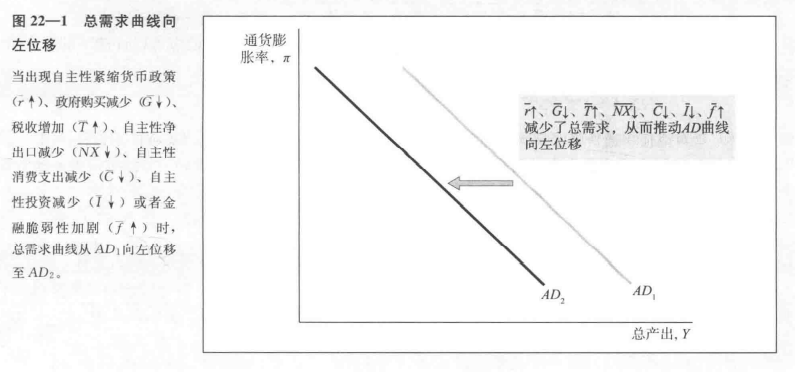 图 22—1 总需求曲线向
左位移
当出现自主性紧缩货币政策
(r̄↑)、政府购买减少(Ḡ↓)、
税收增加(T̄↑)、自主性净
出口减少(N̅X̅↓)、自主性
消费支出减少(C̄↓)、自主
性投资减少(Ī↓)或者金
融脆弱性加剧(f̄↑)时,
总需求曲线从 AD₁向左位移
至 AD₂。
通货膨
胀率, π
r̄↑、Ḡ↓、T̄↑、N̅X̅↓、C̄↓、Ī↓、f̄↑
减少了总需求，从而推动AD曲线
向左位移
AD₂
AD₁
总产出, Y